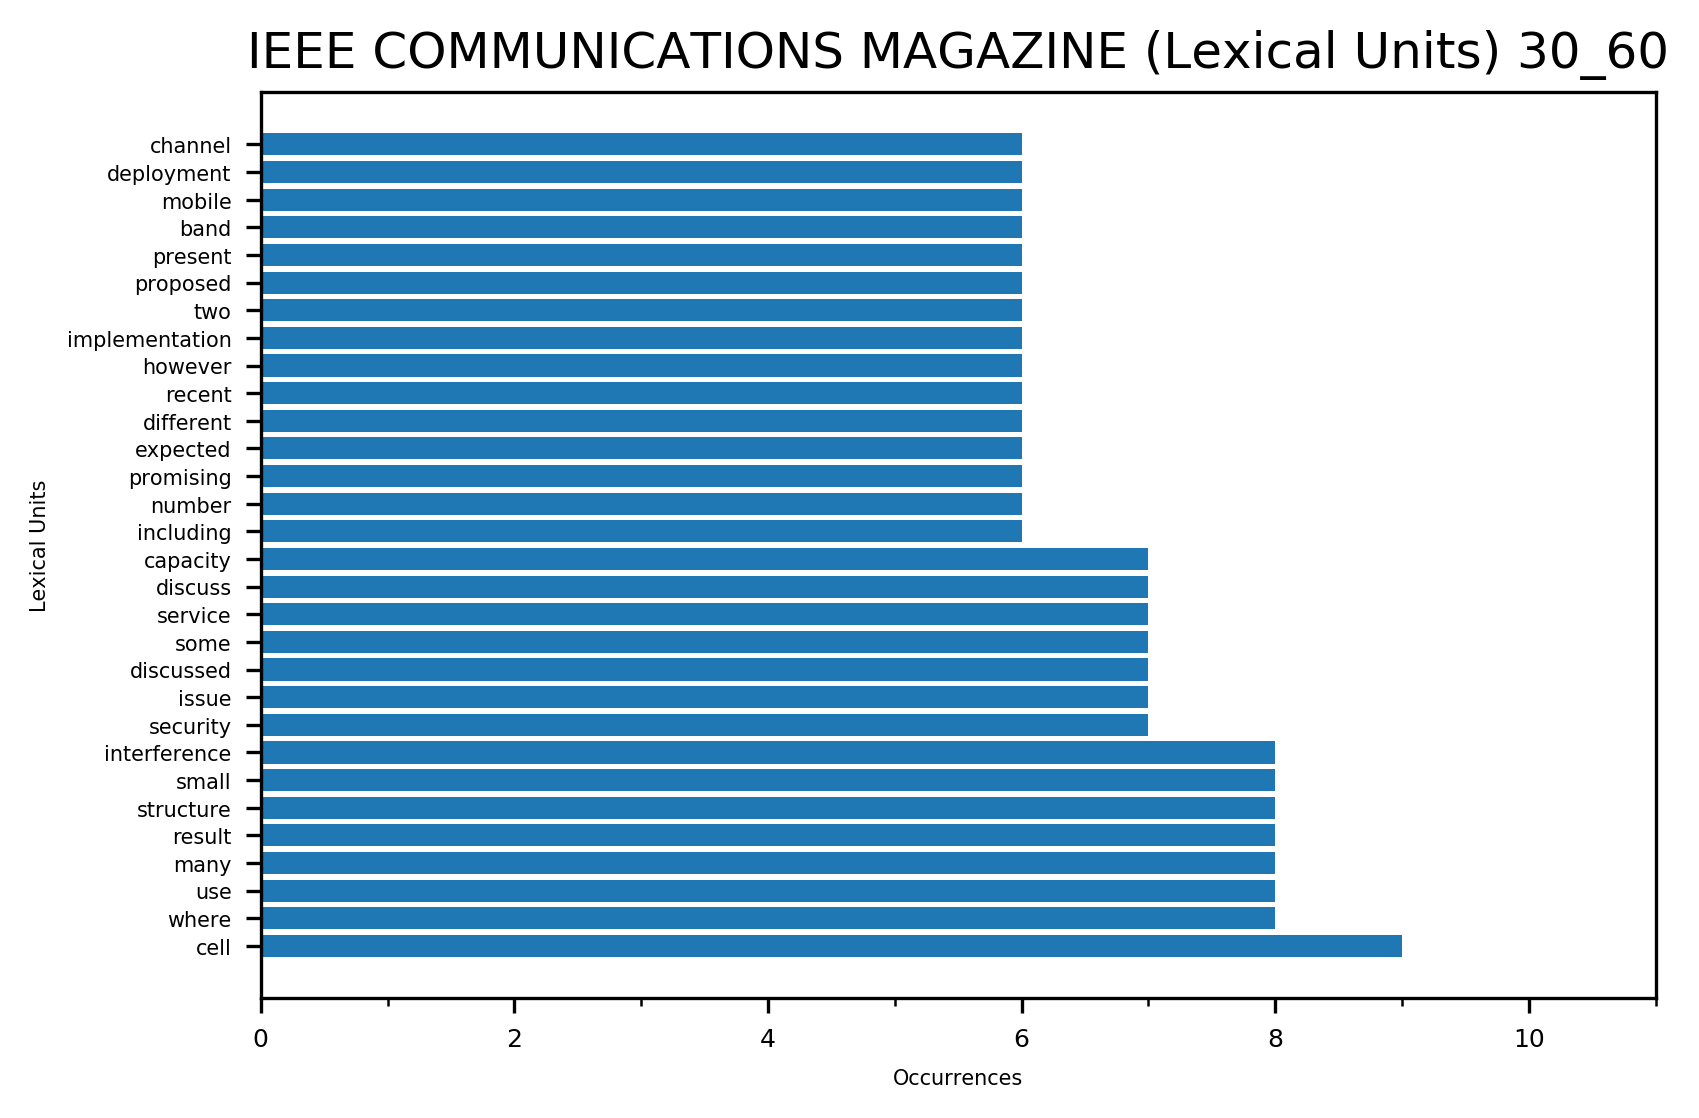 IEEE COMMUNICATIONS MAGAZINE (Lexical Units) 30_60
channel
deployment
mobile
band
present
proposed
two
implementation
however
recent
different
expected
promising
number
including
capacity
discuss
service
some
discussed
issue
security
interference
small
structure
result
many
use
where
cell
Lexical Units
0 2 4 6 8 10
Occurrences